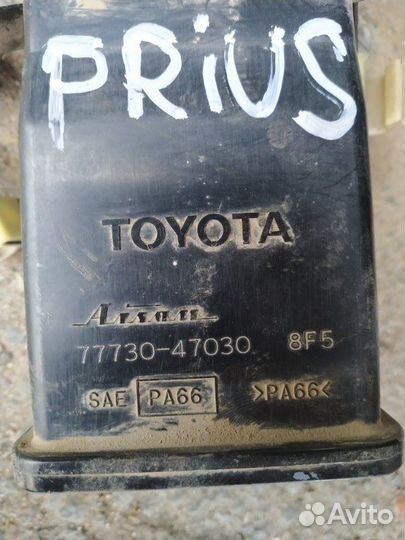 PRiUS
TOYOTA
Aisan
77730-47030 8F5
SAE PA66 >PA66<
Avito